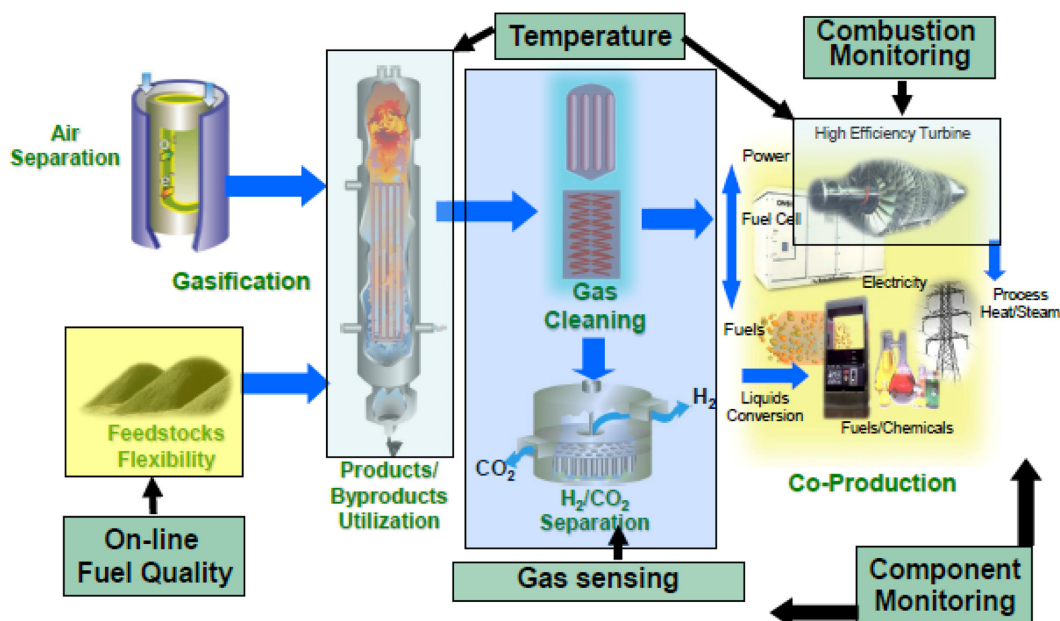 Temperature
Combustion
Monitoring
Air
Separation
High Efficiency Turbine
Power
Fuel Cell
Gasification
Electricity
Process
Heat/Steam
Gas
Cleaning
Fuels
Feedstocks
Flexibility
H2
Liquids
Conversion
Fuels/Chemicals
CO2
Products/
Byproducts
Utilization
H2/CO2
Separation
Co-Production
On-line
Fuel Quality
Gas sensing
Component
Monitoring